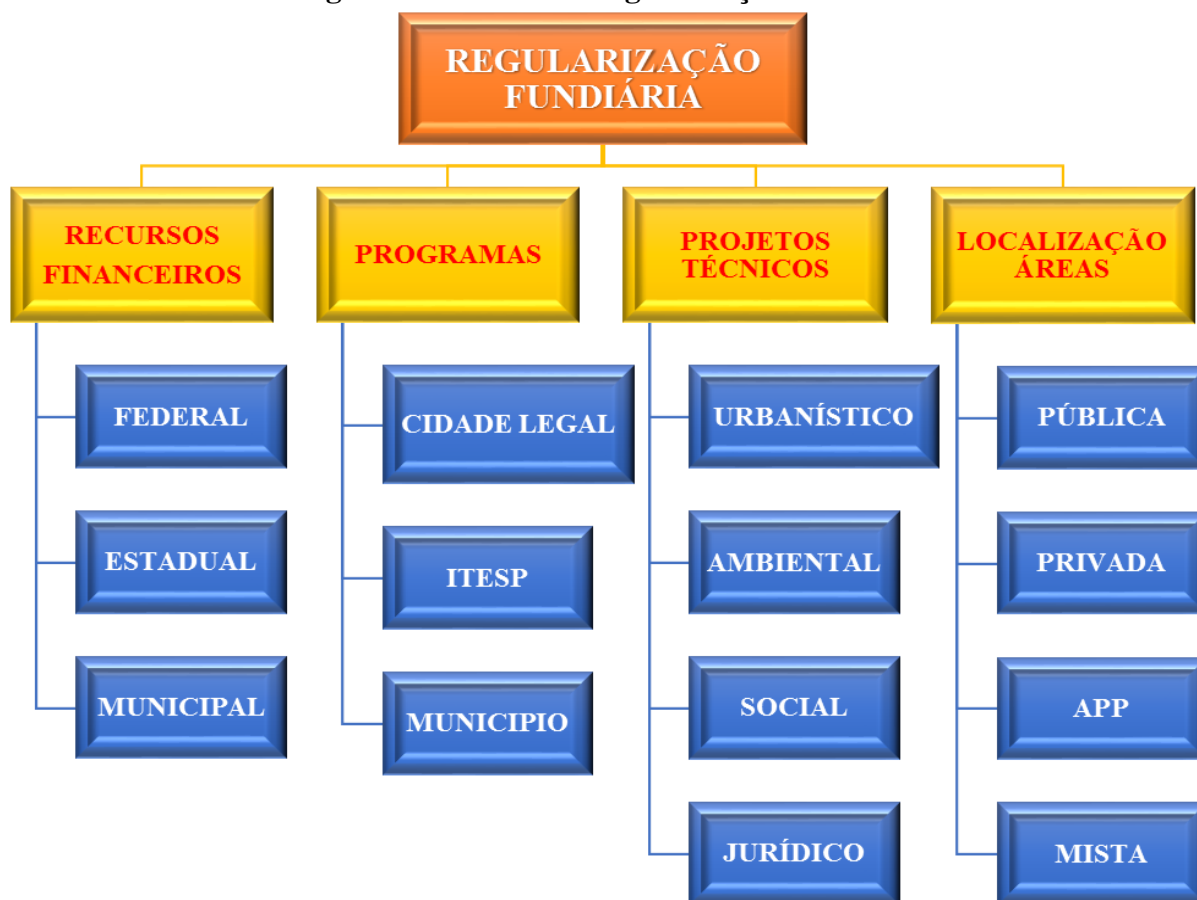 REGULARIZAÇÃO
FUNDIÁRIA
RECURSOS
FINANCEIROS
FEDERAL
ESTADUAL
MUNICIPAL
PROGRAMAS
CIDADE LEGAL
ITESP
MUNICIPIO
PROJETOS
TÉCNICOS
URBANÍSTICO
AMBIENTAL
SOCIAL
JURÍDICO
LOCALIZAÇÃO
ÁREAS
PÚBLICA
PRIVADA
APP
MISTA